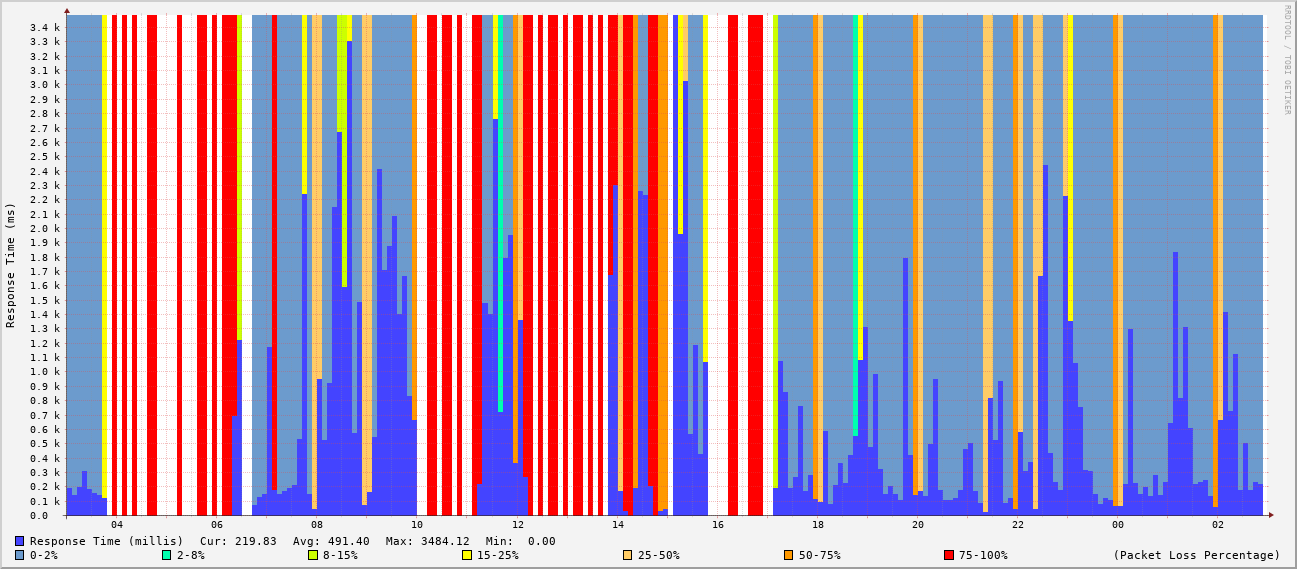 RRDTOOL / TOBI OETIKER
Response Time (ms)
3.4 k
3.3 k
3.1 k
3.0 k
2.9 k
2.8 k
2.7 k
2.5 k
2.4 k
2.3 k
2.2 k
2.1 k
2.0 k
1.9 k
1.8 k
1.7 k
1.6 k
1.5 k
1.4 k
1.3 k
1.2 k
1.1 k
1.0 k
0.9 k
0.8 k
0.7 k
0.6 k
0.5 k
0.4 k
0.3 k
0.2 k
0.1 k
0.0
04 06 08 10 12 14 16 18 20 22 00 02
Response Time (millis) Cur: 219.83 Avg: 491.40 Max: 3484.12 Min: 0.00
0-2% 2-8% 8-15% 15-25% 25-50% 50-75% 75-100% (Packet Loss Percentage)